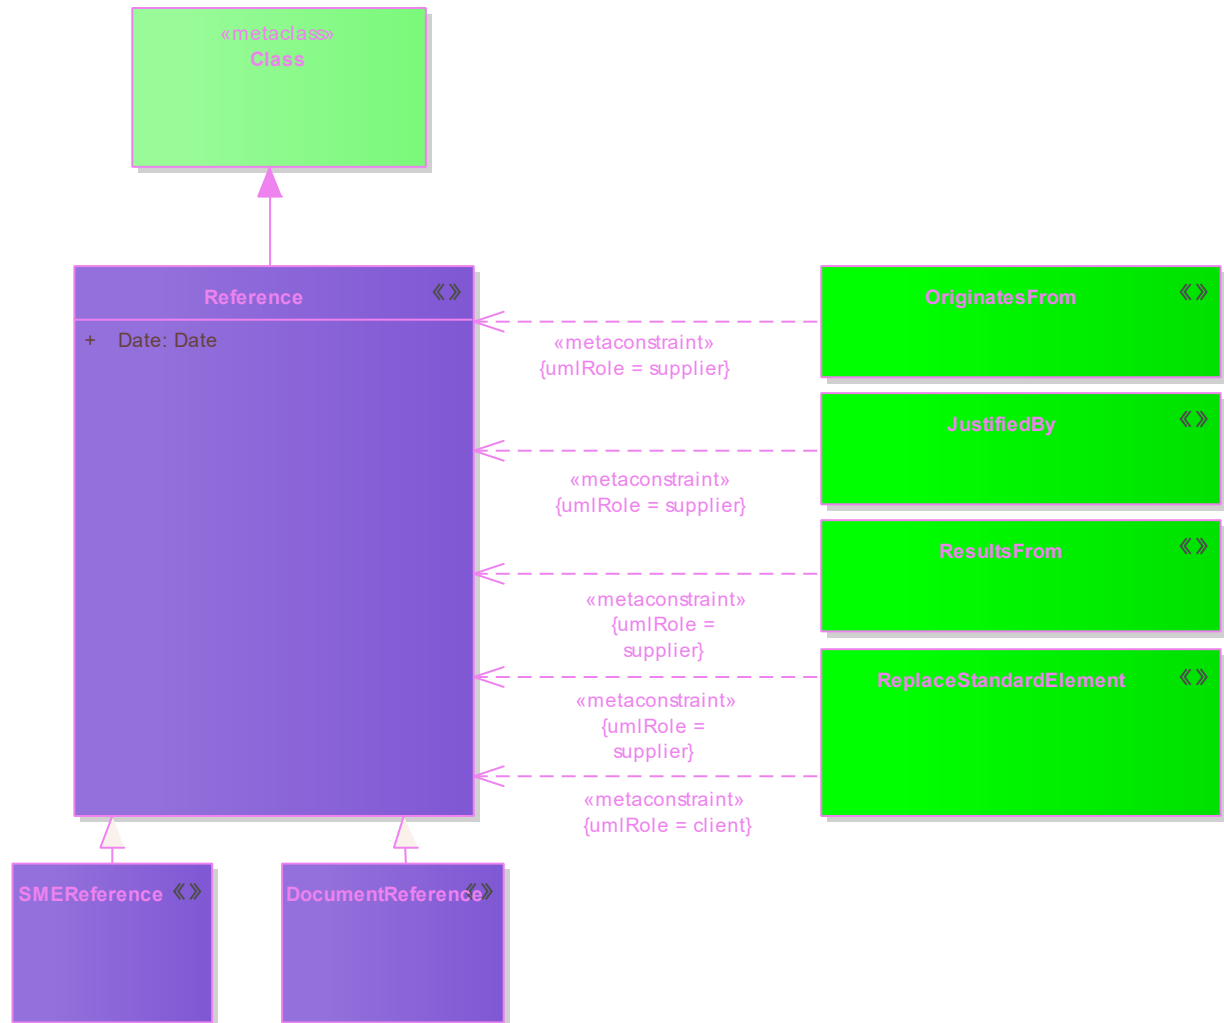 «metaclass»
Class
Reference
+ Date: Date
OriginatesFrom
«metaconstraint»
{umlRole = supplier}
JustifiedBy
«metaconstraint»
{umlRole = supplier}
ResultsFrom
«metaconstraint»
{umlRole =
supplier}
ReplaceStandardElement
«metaconstraint»
{umlRole =
supplier}
«metaconstraint»
{umlRole = client}
SMEReference
DocumentReference